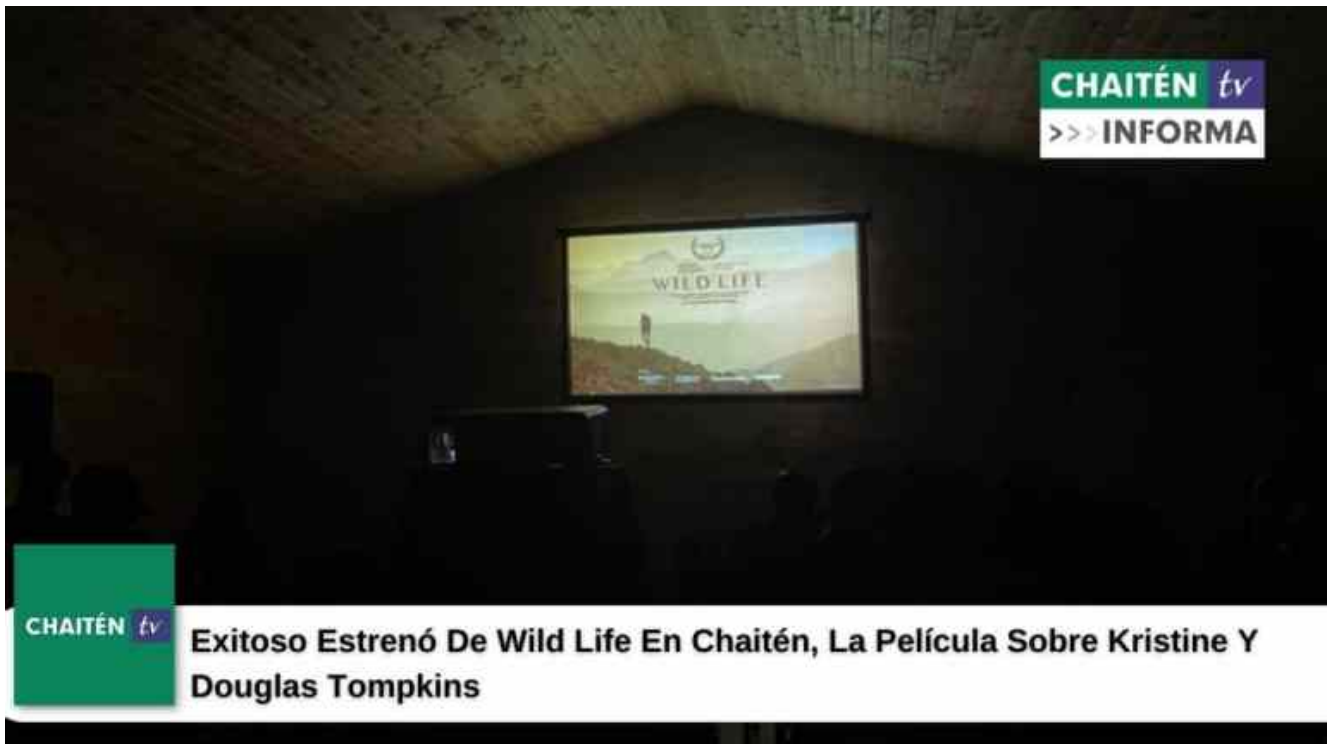 CHAITÉN tv
>>>INFORMA
WILD LIFE
CHAITÉN tv
Exitoso Estrenó De Wild Life En Chaitén, La Película Sobre Kristine Y
Douglas Tompkins